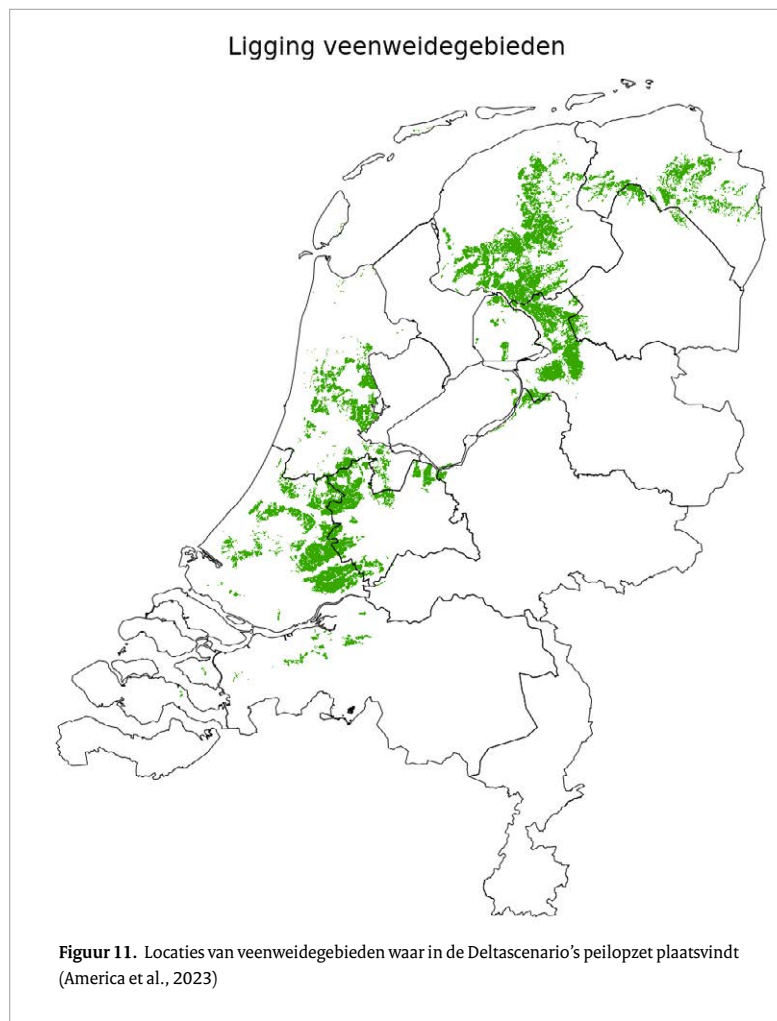 Ligging veenweidegebieden
Figuur 11. Locaties van veenweidegebieden waar in de Deltascenario's peilopzet plaatsvindt
(America et al., 2023)